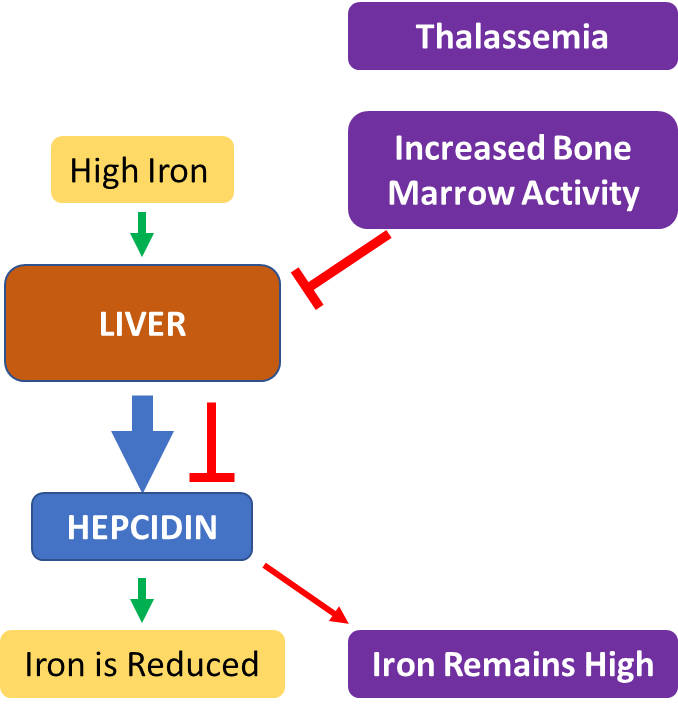 Thalassemia
Increased Bone
Marrow Activity
High Iron
LIVER
HEPCIDIN
Iron is Reduced
Iron Remains High